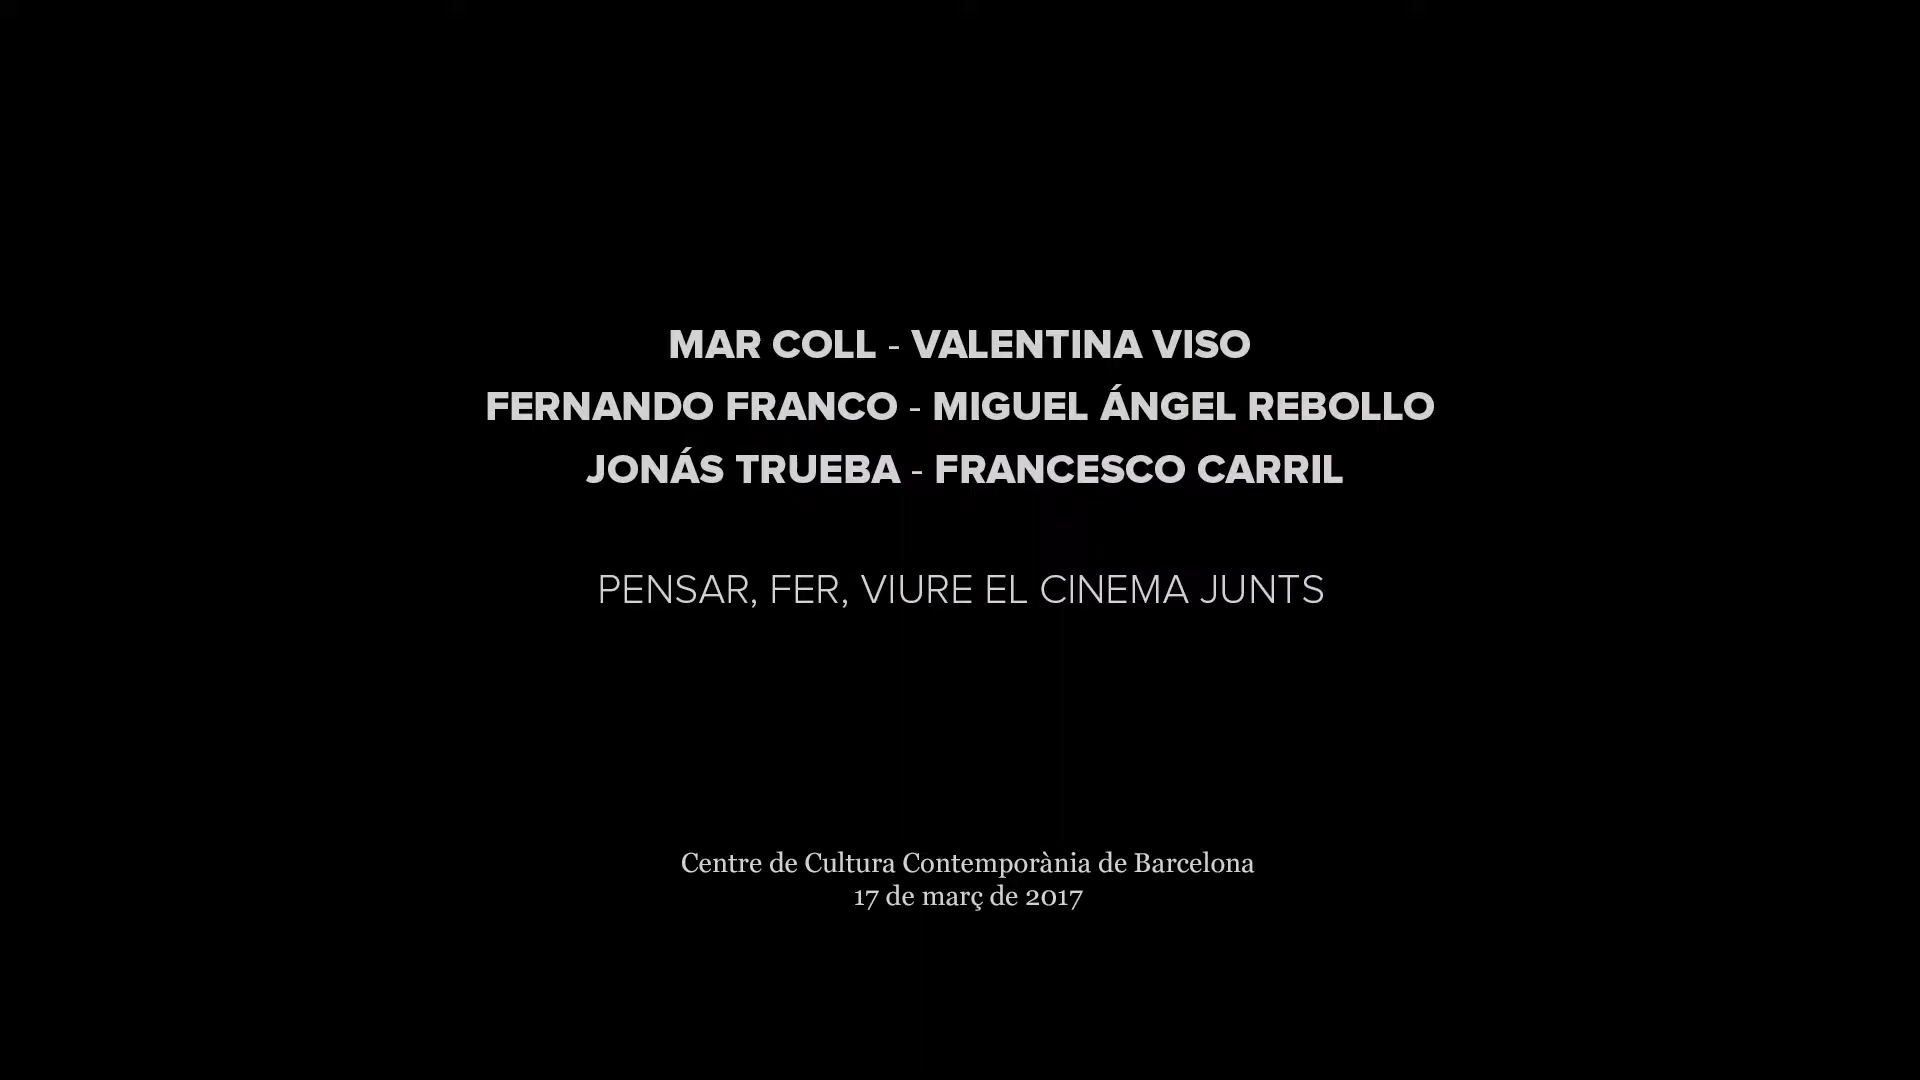 MAR COLL - VALENTINA VISO
FERNANDO FRANCO - MIGUEL ÁNGEL REBOLLO
JONÁS TRUEBA - FRANCESCO CARRIL
PENSAR, FER, VIURE EL CINEMA JUNTS
Centre de Cultura Contemporània de Barcelona
17 de març de 2017